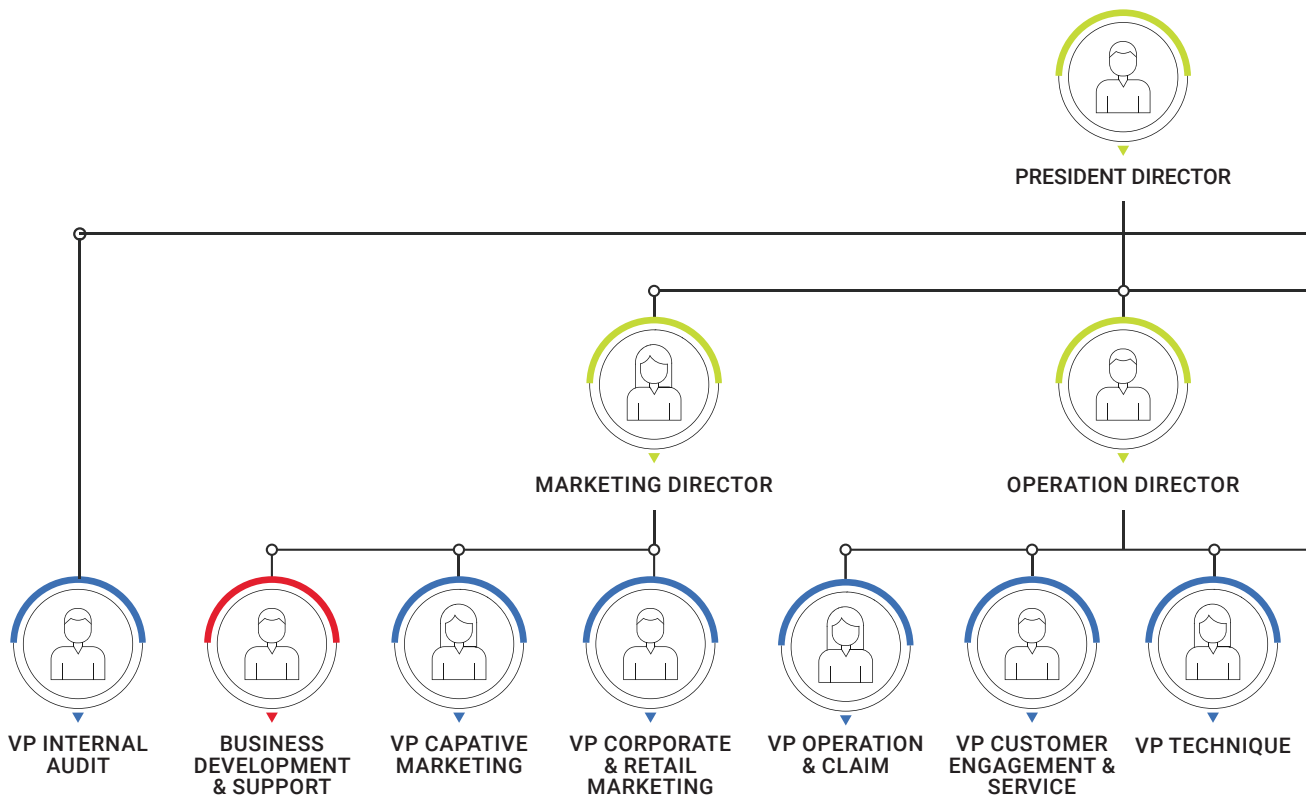 PRESIDENT DIRECTOR
MARKETING DIRECTOR
OPERATION DIRECTOR
VP INTERNAL
AUDIT
BUSINESS
DEVELOPMENT
& SUPPORT
VP CAPATIVE
MARKETING
VP CORPORATE
& RETAIL
MARKETING
VP OPERATION
& CLAIM
VP CUSTOMER
ENGAGEMENT &
SERVICE
VP TECHNIQUE